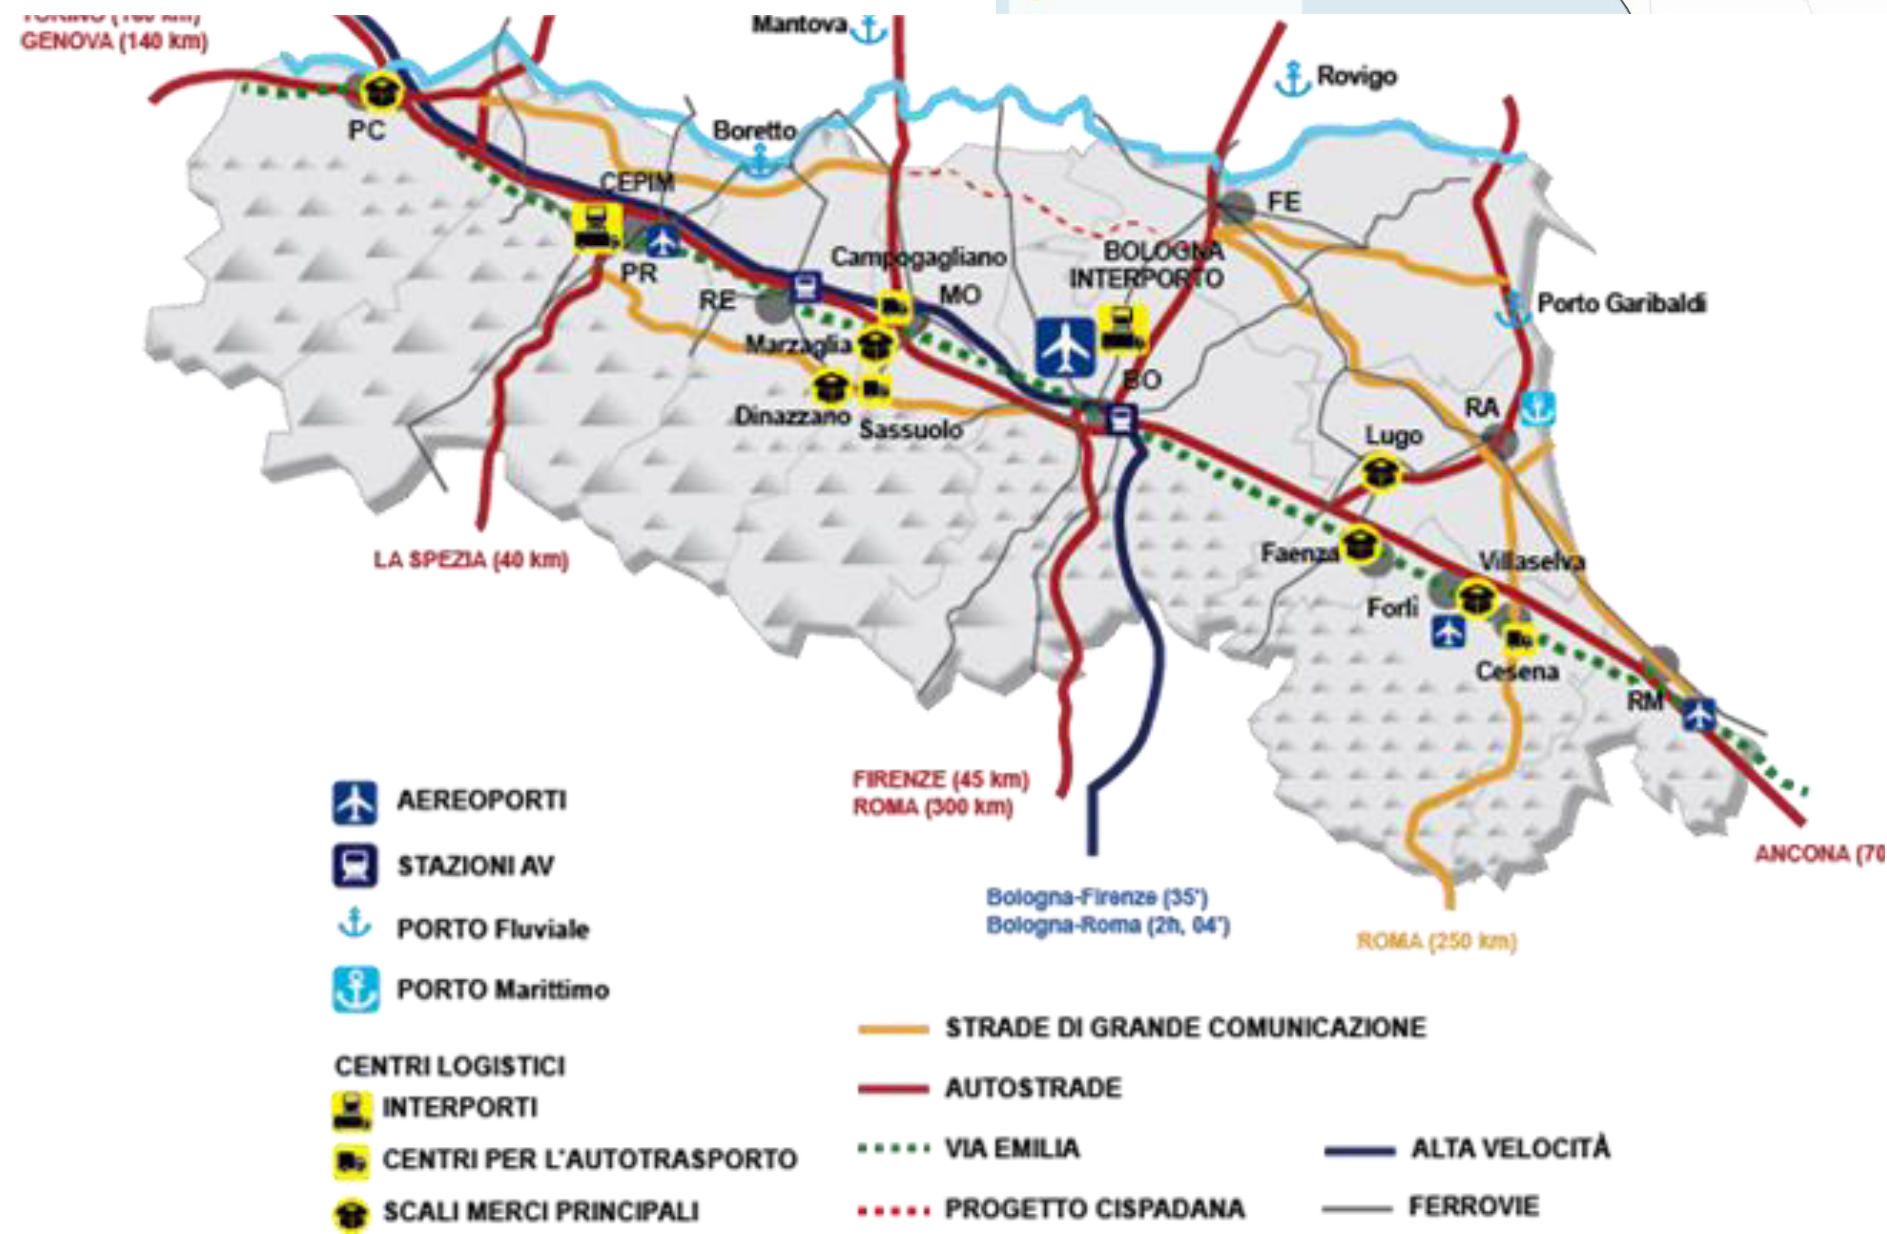 TORINO (160 km)
GENOVA (140 km)
Mantova
Rovigo
PC
Boretto
CEPIM
FE
Campogagliano
BOLOGNA
INTERPORTO
PR
RE
MO
Porto Garibaldi
Marzaglia
BO
Dinazzano
Sassuolo
RA
Lugo
LA SPEZIA (40 km)
Faenza
Villaselva
Forlì
Cesena
RM
FIRENZE (45 km)
ROMA (300 km)
ANCONA (70
Bologna-Firenze (35')
Bologna-Roma (2h, 04')
ROMA (250 km)
AEREOPORTI
STAZIONI AV
PORTO Fluviale
PORTO Marittimo
CENTRI LOGISTICI
INTERPORTI
CENTRI PER L'AUTOTRASPORTO
SCALI MERCI PRINCIPALI
STRADE DI GRANDE COMUNICAZIONE
AUTOSTRADE
VIA EMILIA
PROGETTO CISPADANA
ALTA VELOCITÀ
FERROVIE